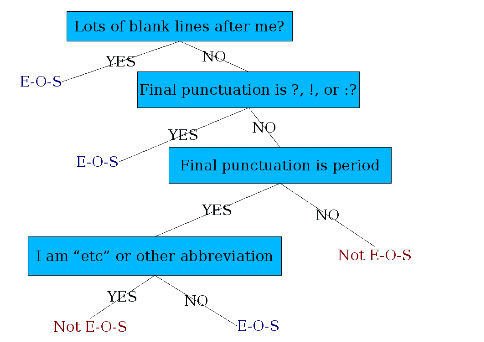 Lots of blank lines after me?
YES
NO
E-O-S
Final punctuation is ?, !, or :?
YES
NO
E-O-S
Final punctuation is period
YES
NO
Not E-O-S
I am “etc” or other abbreviation
YES
NO
Not E-O-S
E-O-S